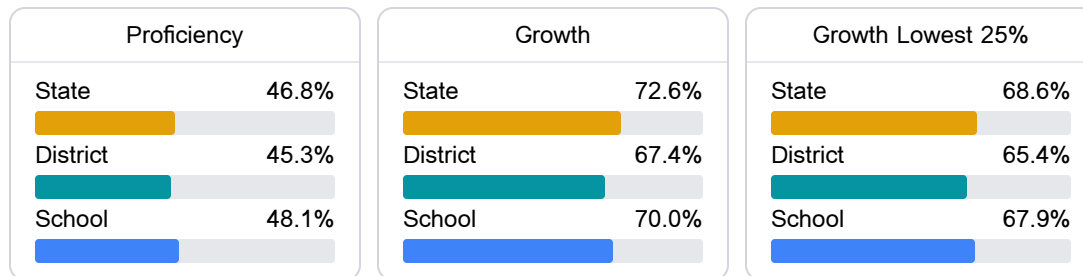 Proficiency
State 46.8%
District 45.3%
School 48.1%
Growth
State 72.6%
District 67.4%
School 70.0%
Growth Lowest 25%
State 68.6%
District 65.4%
School 67.9%